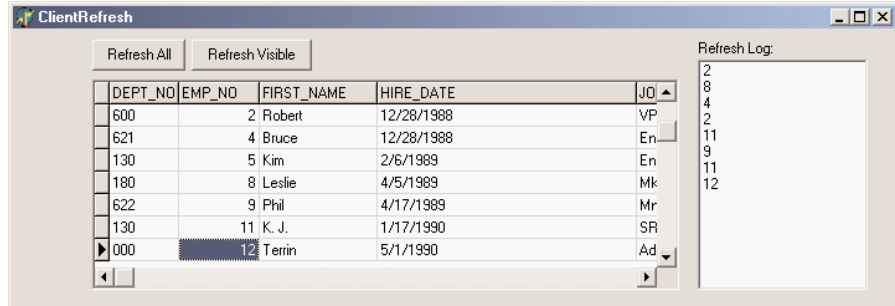 ClientRefresh
Refresh All Refresh Visible Refresh Log:
DEPT_NO EMP_NO FIRST_NAME HIRE_DATE JO
600 2 Robert 12/28/1988 VP
621 4 Bruce 12/28/1988 En
130 5 Kim 2/6/1989 En
180 8 Leslie 4/5/1989 Mk
622 9 Phil 4/17/1989 Mr
130 11 K. J. 1/17/1990 SR
000 12 Terrin 5/1/1990 Ad
2
8
4
2
11
9
11
12